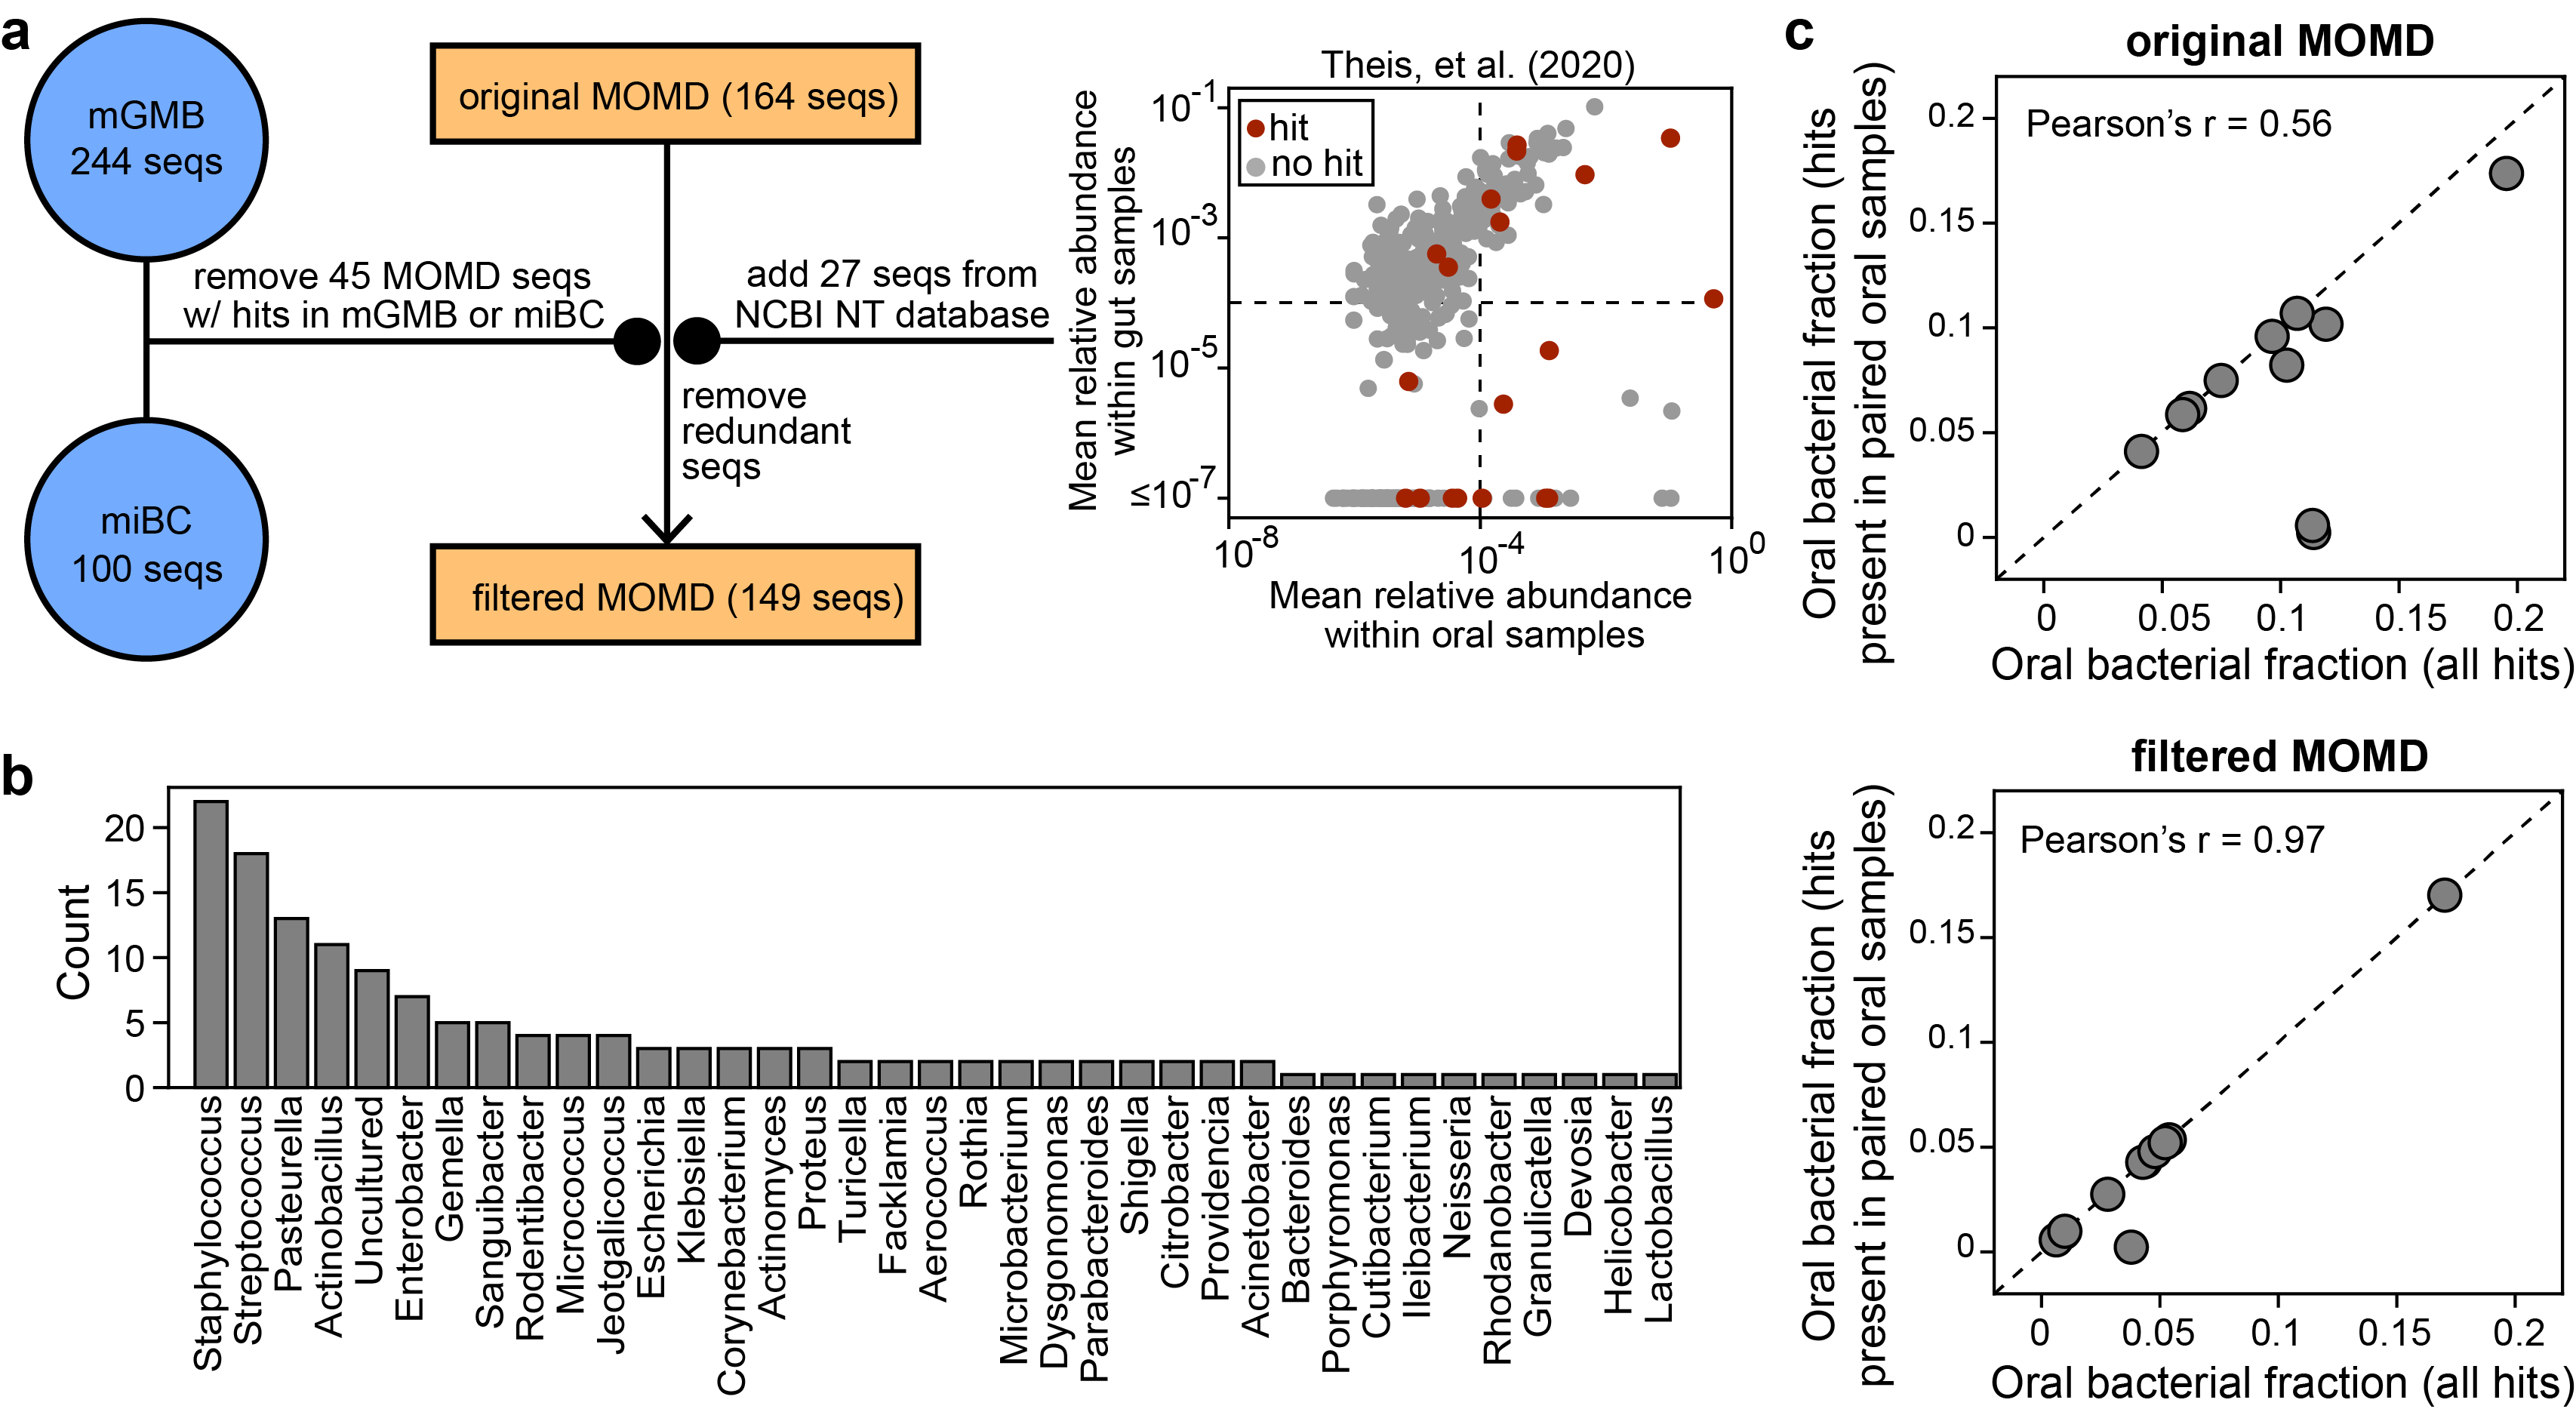 a
mGMB
244 seqs
original MOMD (164 seqs)
remove 45 MOMD seqs
w/ hits in mGMB or miBC
add 27 seqs from
NCBI NT database
remove
redundant
seqs
miBC
100 seqs
filtered MOMD (149 seqs)
Theis, et al. (2020)
hit
no hit
Mean relative abundance
within gut samples
10-1
10-3
10-5
≤10-7
10-8
10-4
100
Mean relative abundance
within oral samples
b
Count
20
15
10
5
0
Staphylococcus
Streptococcus
Pasteurella
Actinobacillus
Uncultured
Enterobacter
Gemella
Sanguibacter
Rodentibacter
Micrococcus
Jeotgalicoccus
Escherichia
Klebsiella
Corynebacterium
Actinomyces
Proteus
Turicella
Facklamia
Aerococcus
Rothia
Microbacterium
Dysgonomonas
Parabacteroides
Shigella
Citrobacter
Providencia
Acinetobacter
Bacteroides
Porphyromonas
Cutibacterium
Ileibacterium
Neisseria
Rhodanobacter
Granulicatella
Devosia
Helicobacter
Lactobacillus
c
original MOMD
Pearson’s r = 0.56
Oral bacterial fraction (hits
present in paired oral samples)
0.2
0.15
0.1
0.05
0
0
0.05
0.1
0.15
0.2
Oral bacterial fraction (all hits)
filtered MOMD
Pearson’s r = 0.97
Oral bacterial fraction (hits
present in paired oral samples)
0.2
0.15
0.1
0.05
0
0
0.05
0.1
0.15
0.2
Oral bacterial fraction (all hits)